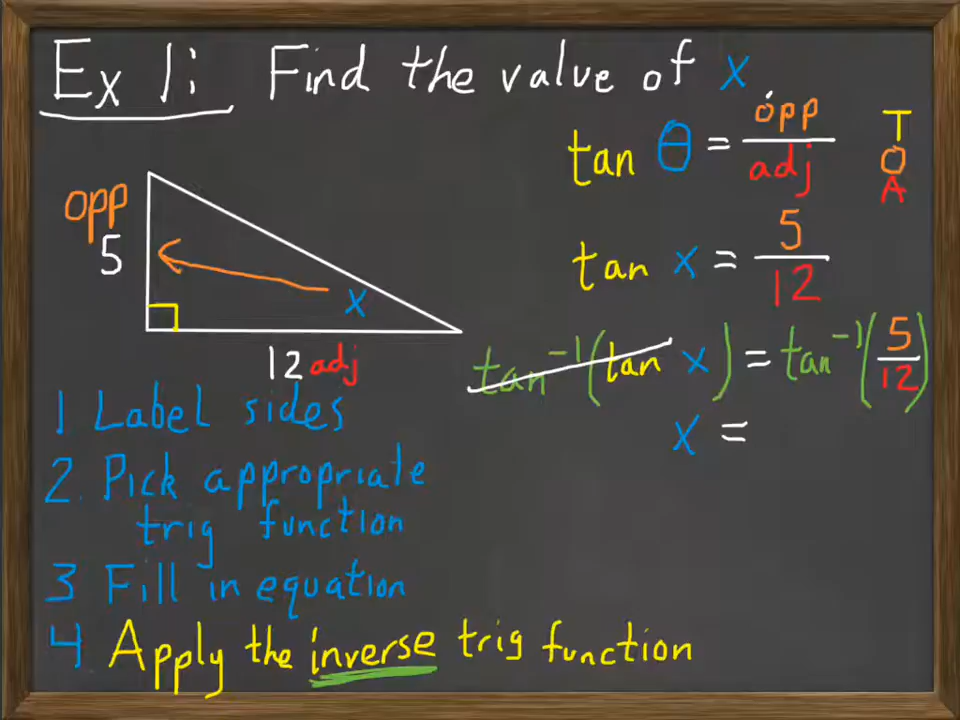 Ex 1: Find the value of x.
tan θ = opp/adj
T
O
A
opp
5
x
12 adj
tan x = 5/12
tan⁻¹(tan x) = tan⁻¹(5/12)
x =
1 Label sides
2. Pick appropriate
trig function
3 Fill in equation
4 Apply the inverse trig function